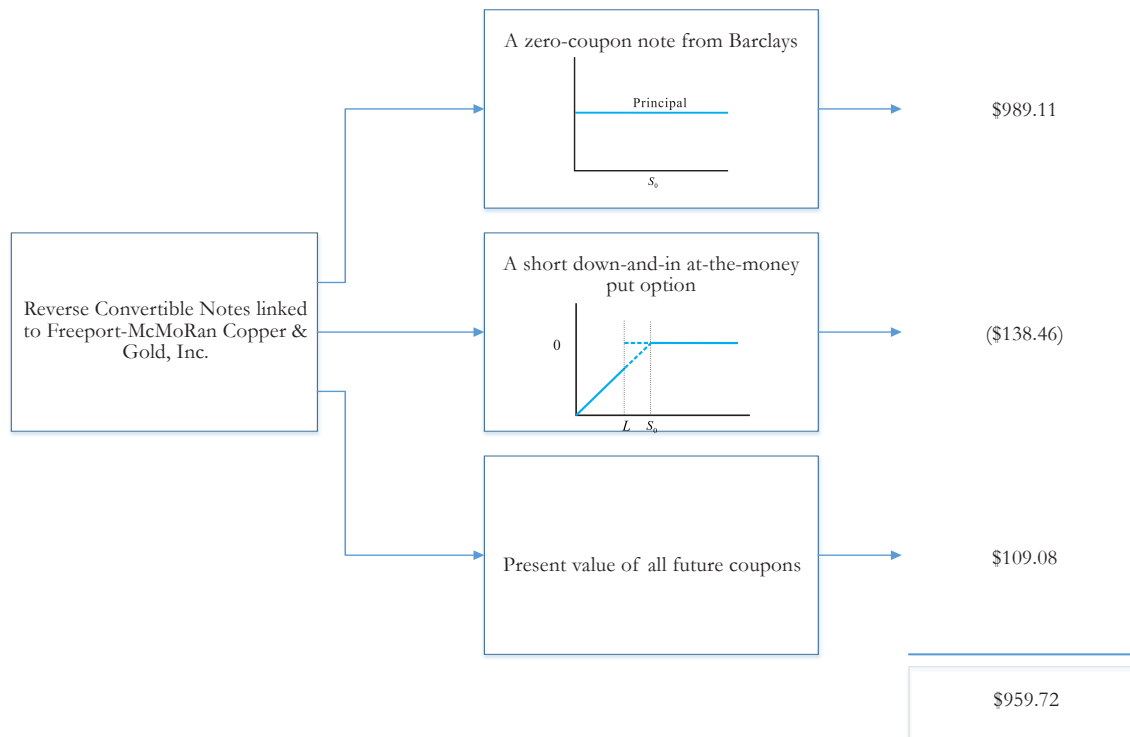 A zero-coupon note from Barclays
Principal
S₀
$989.11
Reverse Convertible Notes linked
to Freeport-McMoRan Copper &
Gold, Inc.
A short down-and-in at-the-money
put option
0
L S₀
($138.46)
Present value of all future coupons
$109.08
$959.72